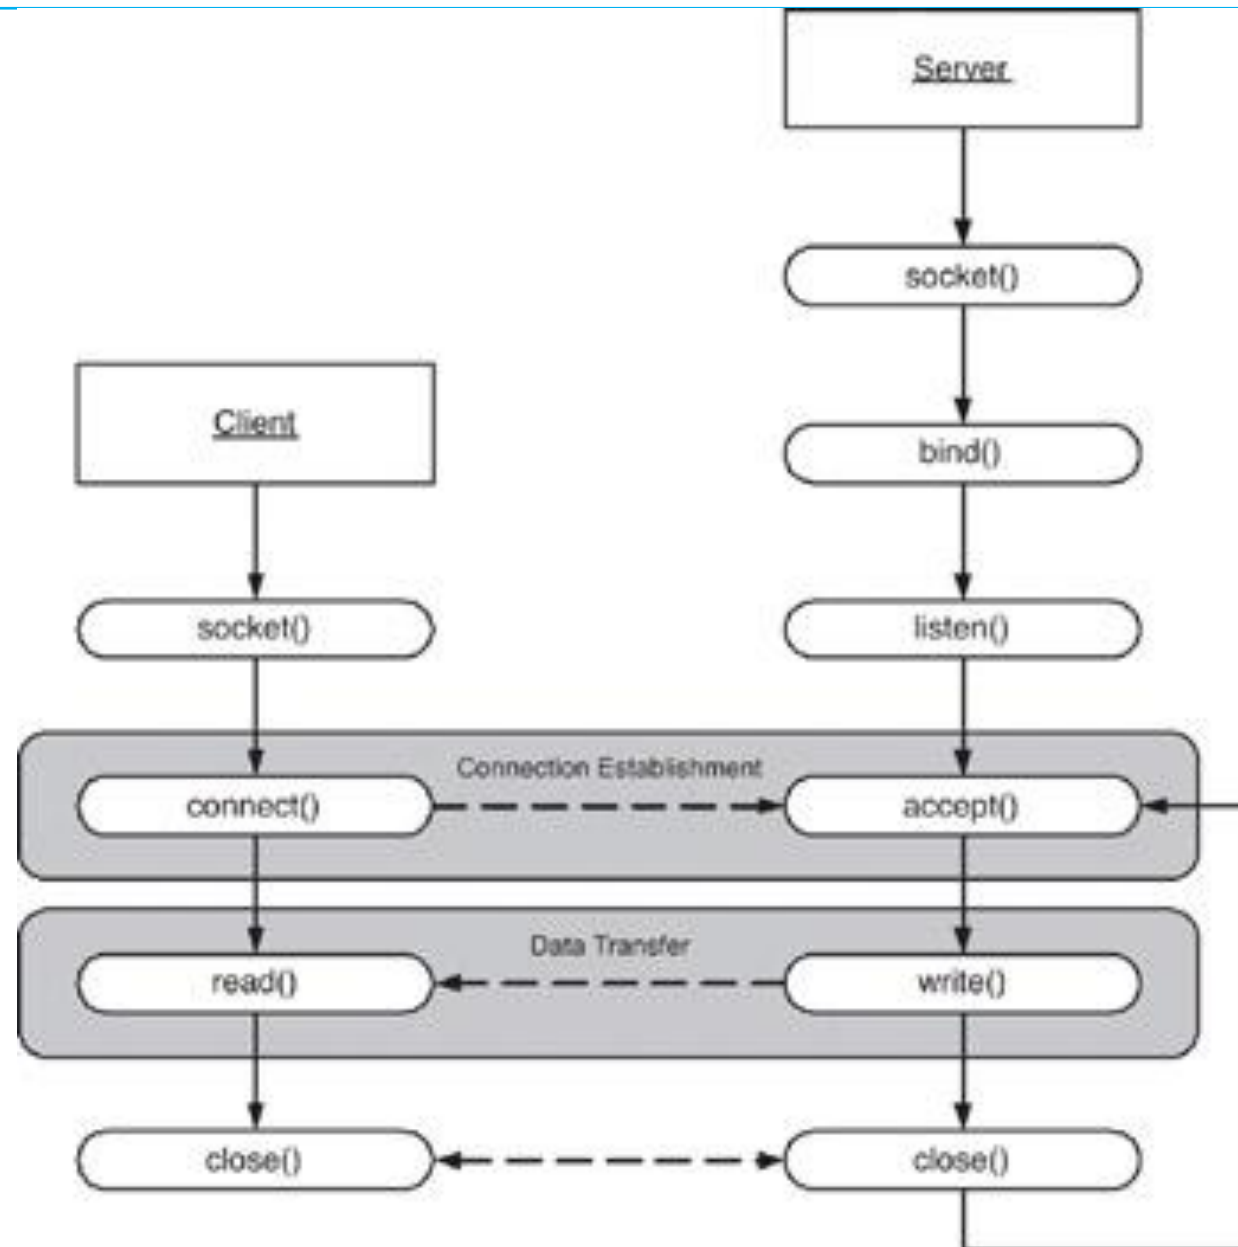 Server
socket()
bind()
listen()
Client
socket()
Connection Establishment
connect()
accept()
Data Transfer
read()
write()
close()
close()